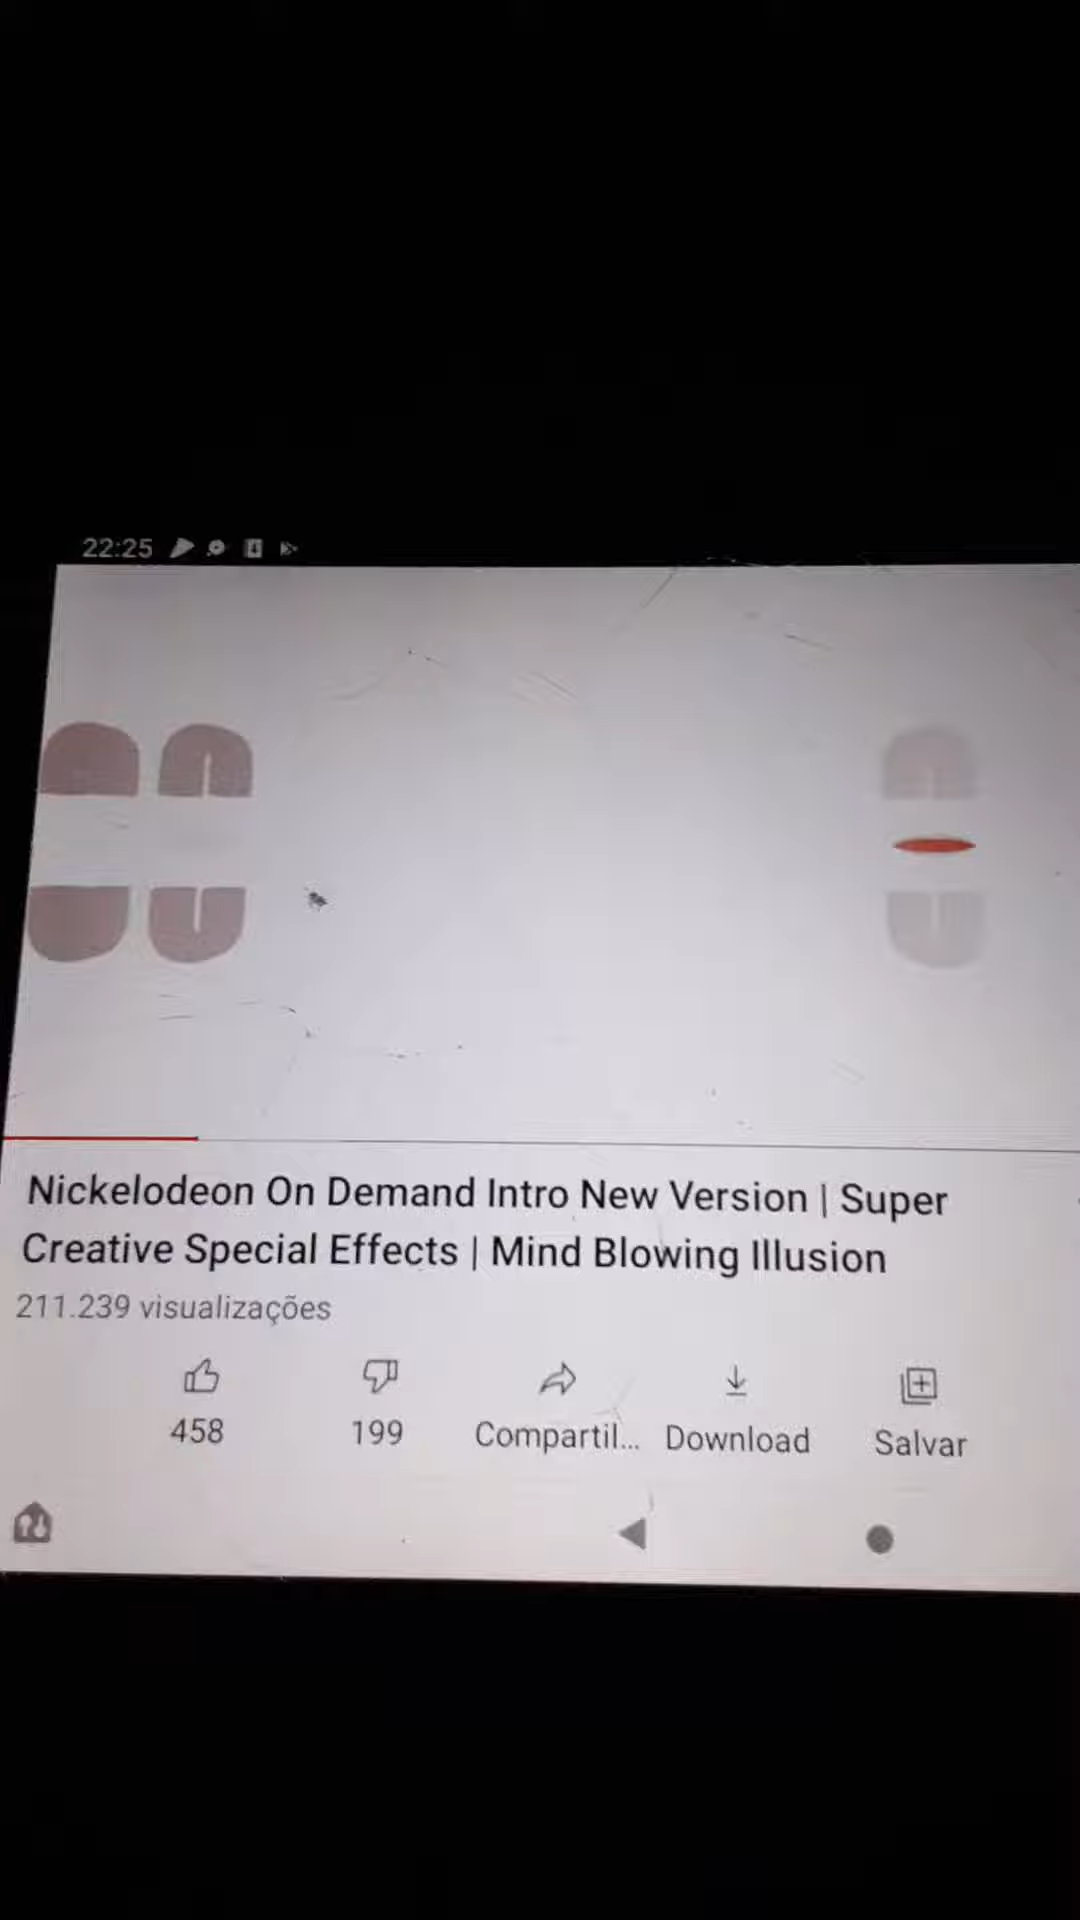 22:25
Nickelodeon On Demand Intro New Version | Super
Creative Special Effects | Mind Blowing Illusion
211.239 visualizações
458
199
Compartil...
Download
Salvar